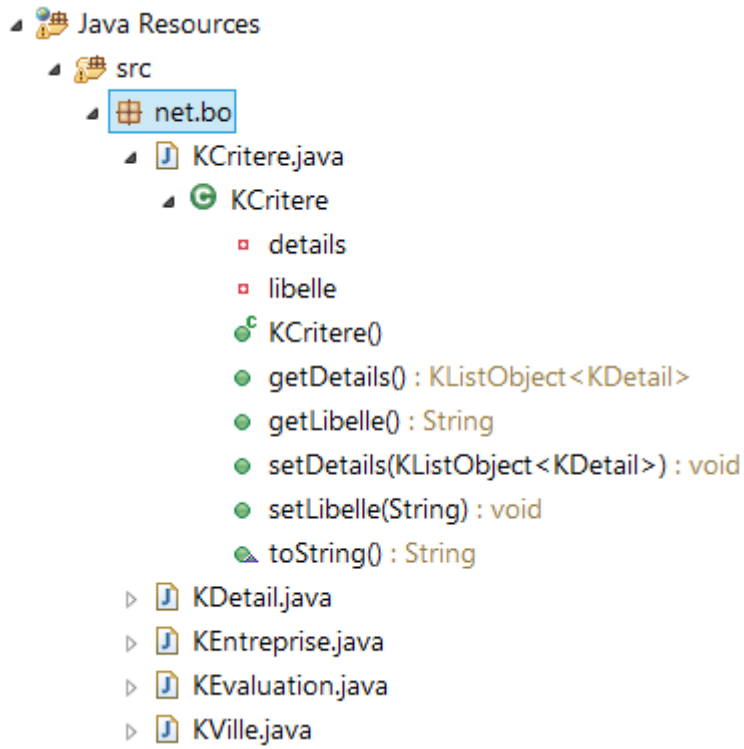 Java Resources
src
net.bo
KCritere.java
KCritere
details
libelle
KCritere()
getDetails() : KListObject<KDetail>
getLibelle() : String
setDetails(KListObject<KDetail>) : void
setLibelle(String) : void
toString() : String
KDetail.java
KEntreprise.java
KEvaluation.java
KVille.java